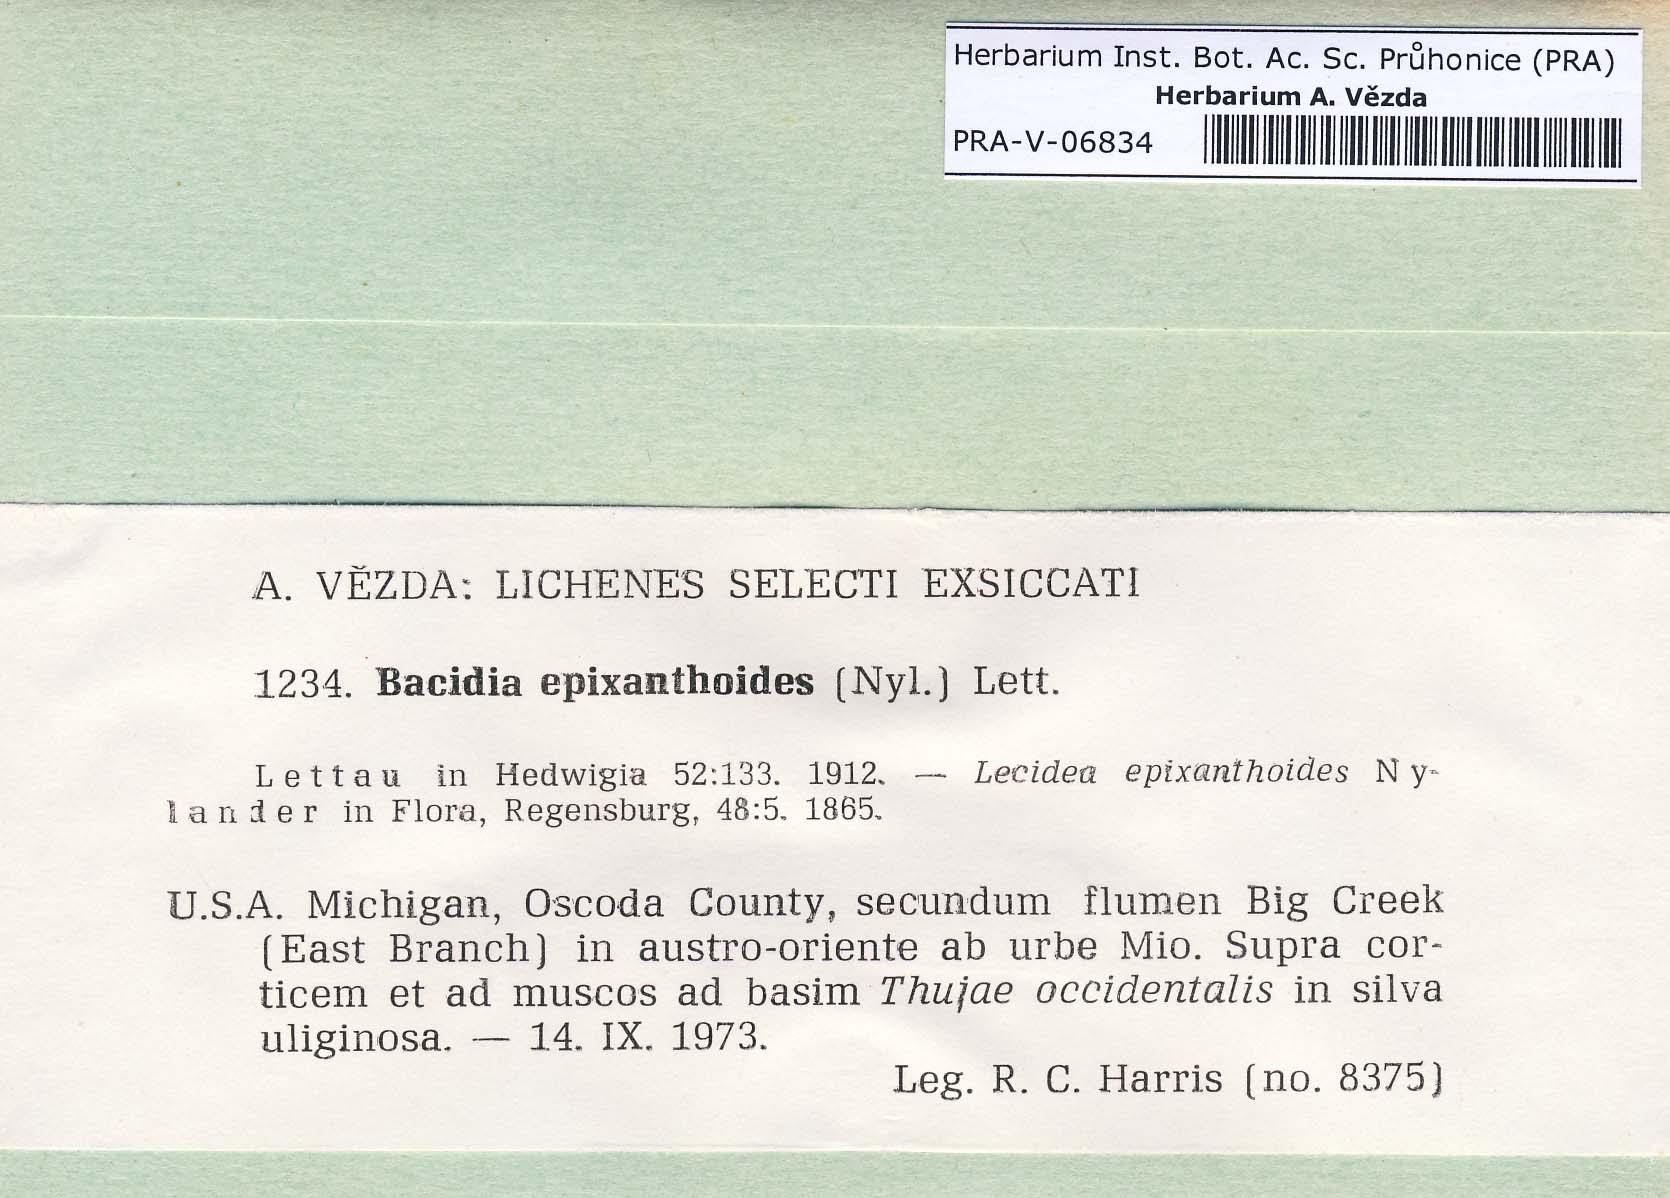 Herbarium Inst. Bot. Ac. Sc. Průhonice (PRA)
Herbarium A. Vězda
PRA-V-06834
A. VĚZDA: LICHENES SELECTI EXSICCATI
1234. Bacidia epixanthoides (Nyl.) Lett.
Lettau in Hedwigia 52:133. 1912. — Lecidea epixanthoides Ny-
lander in Flora, Regensburg, 48:5. 1865.
U.S.A. Michigan, Oscoda County, secundum flumen Big Creek
(East Branch) in austro-oriente ab urbe Mio. Supra cor-
ticem et ad muscos ad basim Thujae occidentalis in silva
uliginosa. — 14. IX. 1973.
Leg. R. C. Harris (no. 8375)